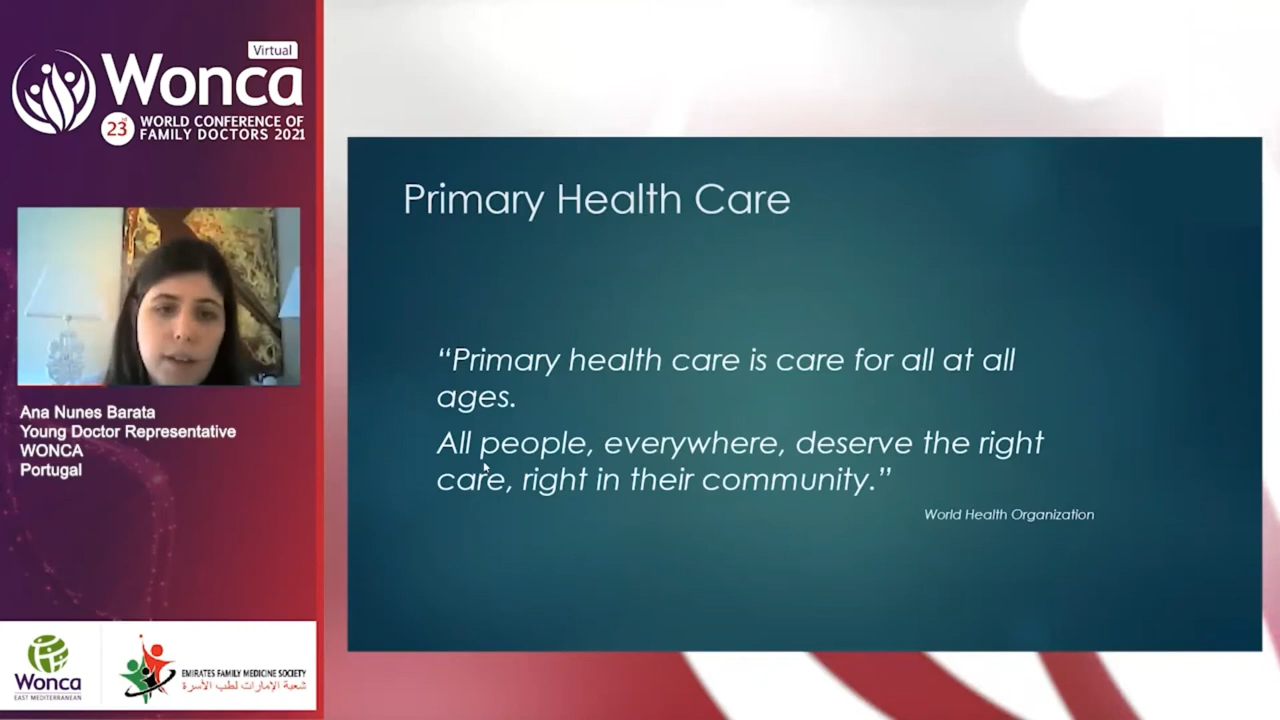 Virtual
Wonca
23rd WORLD CONFERENCE OF
FAMILY DOCTORS 2021
Ana Nunes Barata
Young Doctor Representative
WONCA
Portugal
Wonca
EAST MEDITERRANEAN
EMIRATES FAMILY MEDICINE SOCIETY
شعبة الإمارات لطب الأسرة
Primary Health Care
“Primary health care is care for all at all
ages.
All people, everywhere, deserve the right
care, right in their community.”
World Health Organization